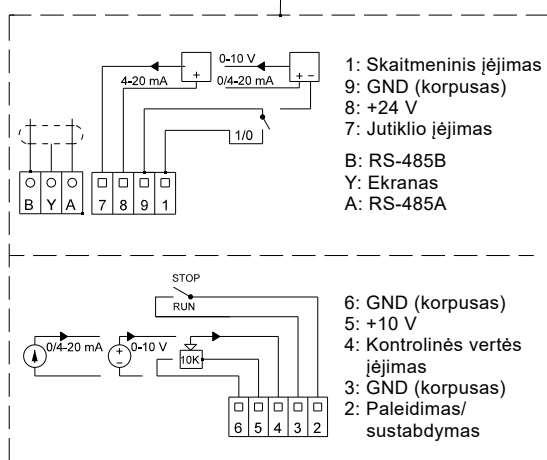 0-10 V
4-20 mA
+
0/4-20 mA
+ -
1/0
B Y A
7 8 9 1
1: Skaitmeninis įėjimas
9: GND (korpusas)
8: +24 V
7: Jutiklio įėjimas
B: RS-485B
Y: Ekranas
A: RS-485A
STOP
RUN
0/4-20 mA
+
-
0-10 V
10K
6 5 4 3 2
6: GND (korpusas)
5: +10 V
4: Kontrolinės vertės
įėjimas
3: GND (korpusas)
2: Paleidimas/
sustabdymas